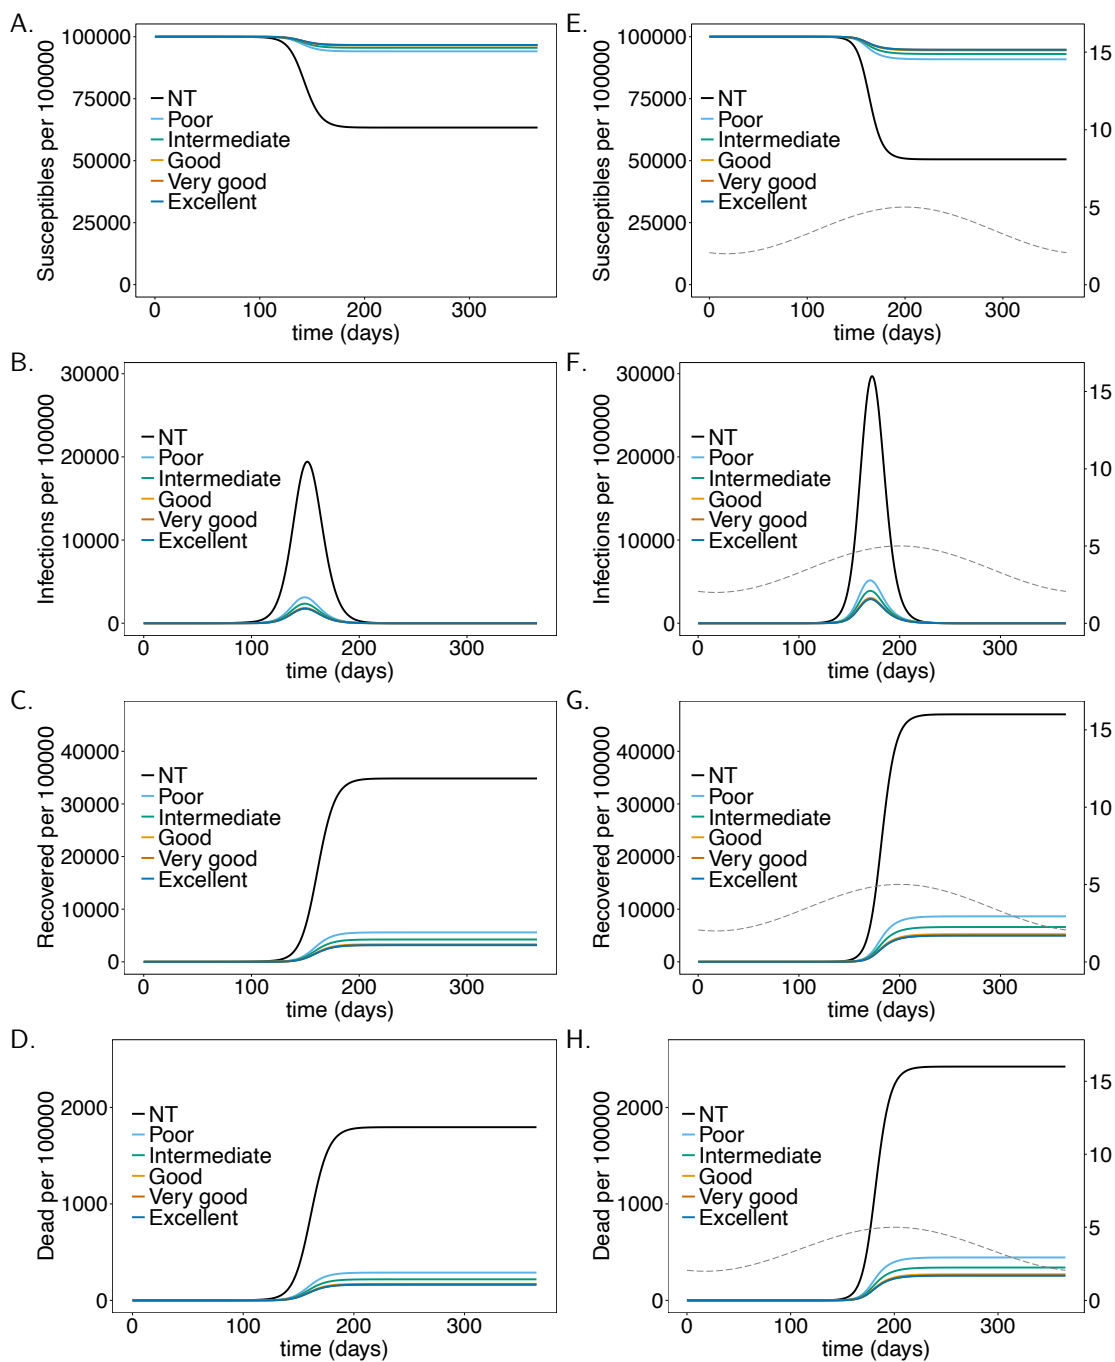 A.
Susceptibles per 100000
100000
75000
50000
25000
0
NT
Poor
Intermediate
Good
Very good
Excellent
0 100 200 300
time (days)
E.
Susceptibles per 100000
100000
75000
50000
25000
0
NT
Poor
Intermediate
Good
Very good
Excellent
15
10
5
0
0 100 200 300
time (days)
B.
Infections per 100000
30000
20000
10000
0
NT
Poor
Intermediate
Good
Very good
Excellent
0 100 200 300
time (days)
F.
Infections per 100000
30000
20000
10000
0
NT
Poor
Intermediate
Good
Very good
Excellent
15
10
5
0
0 100 200 300
time (days)
C.
Recovered per 100000
40000
30000
20000
10000
0
NT
Poor
Intermediate
Good
Very good
Excellent
0 100 200 300
time (days)
G.
Recovered per 100000
40000
30000
20000
10000
0
NT
Poor
Intermediate
Good
Very good
Excellent
15
10
5
0
0 100 200 300
time (days)
D.
Dead per 100000
2000
1000
0
NT
Poor
Intermediate
Good
Very good
Excellent
0 100 200 300
time (days)
H.
Dead per 100000
2000
1000
0
NT
Poor
Intermediate
Good
Very good
Excellent
15
10
5
0
0 100 200 300
time (days)